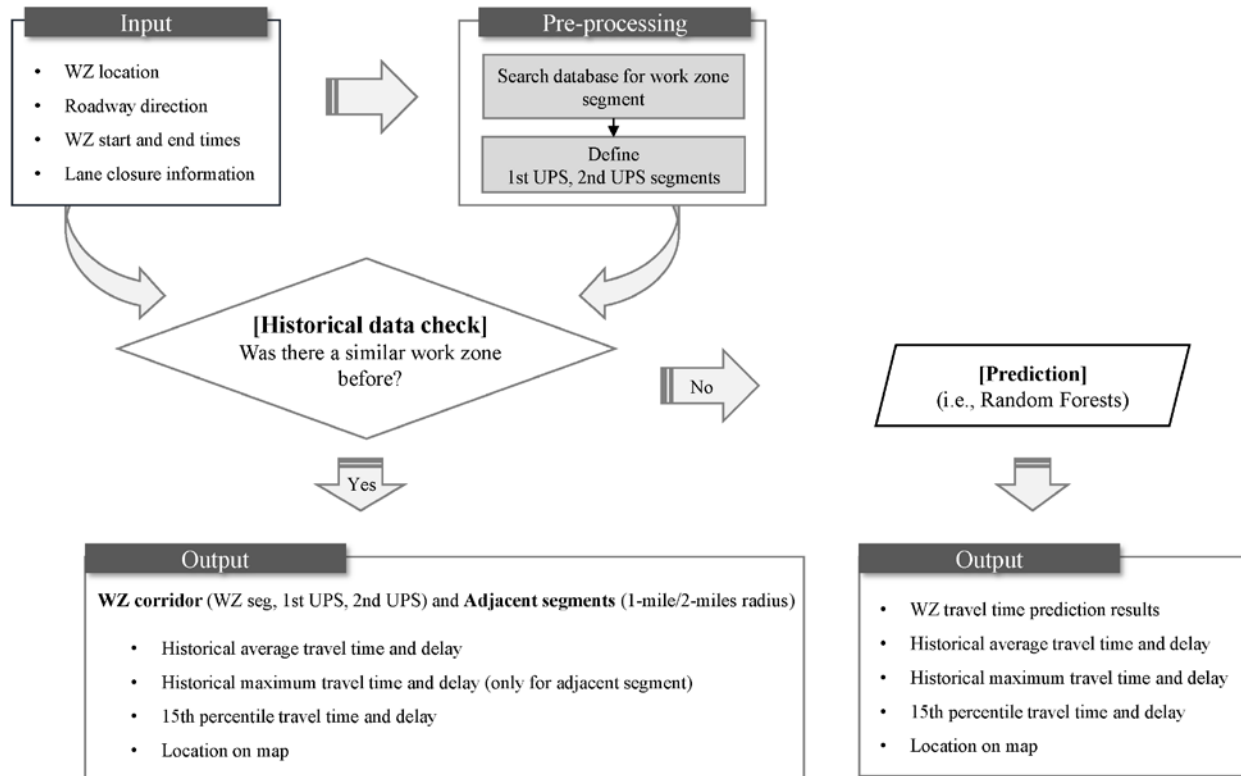 Input
• WZ location
• Roadway direction
• WZ start and end times
• Lane closure information
Pre-processing
Search database for work zone
segment
Define
1st UPS, 2nd UPS segments
[Historical data check]
Was there a similar work zone
before?
No
[Prediction]
(i.e., Random Forests)
Yes
Output
WZ corridor (WZ seg, 1st UPS, 2nd UPS) and Adjacent segments (1-mile/2-miles radius)
• Historical average travel time and delay
• Historical maximum travel time and delay (only for adjacent segment)
• 15th percentile travel time and delay
• Location on map
Output
• WZ travel time prediction results
• Historical average travel time and delay
• Historical maximum travel time and delay
• 15th percentile travel time and delay
• Location on map